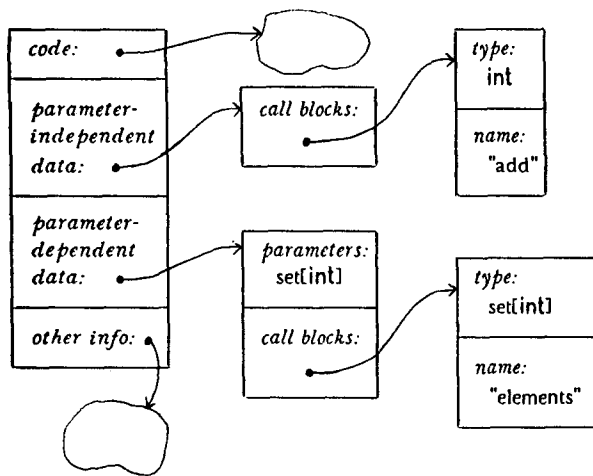 code:
parameter-
independent
data:
parameter-
dependent
data:
other info:
call blocks:
parameters:
set[int]
call blocks:
type:
int
name:
"add"
type:
set[int]
name:
"elements"